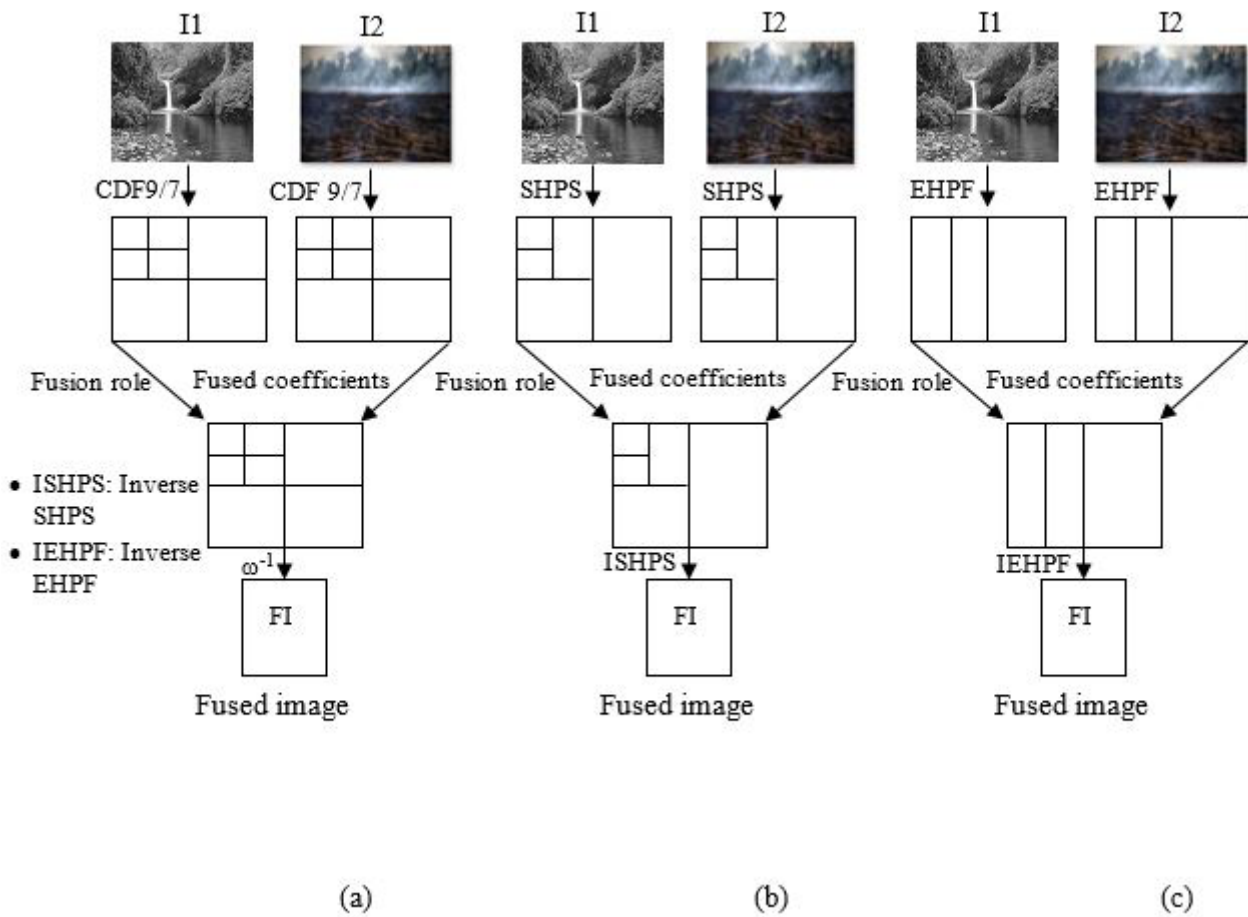 I1 I2 I1 I2 I1 I2
CDF9/7 CDF 9/7 SHPS SHPS EHPF EHPF
Fusion role Fused coefficients Fusion role Fused coefficients Fusion role Fused coefficients
• ISHPS: Inverse
SHPS
• IEHPF: Inverse
EHPF
ω⁻¹ ISHPS IEHPF
FI FI FI
Fused image Fused image Fused image
(a) (b) (c)